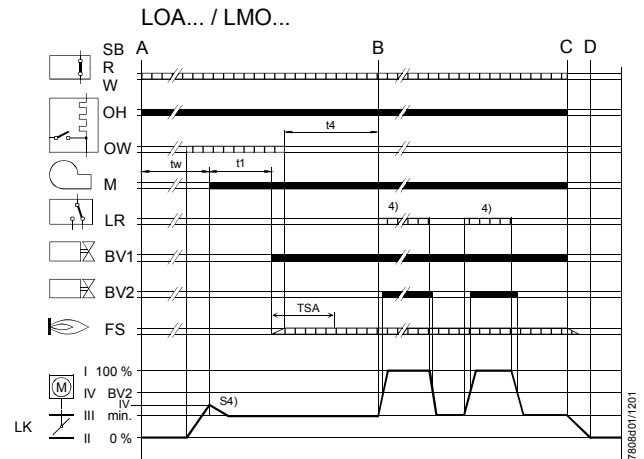 LOA... / LMO...
A B C D
SB
R
W
OH
t4
OW
tw t1
M
LR 4) 4)
BV1
BV2
TSA
FS
I 100 %
M IV BV2
IV S4)
LK III min.
II 0 %
7808d01/1201